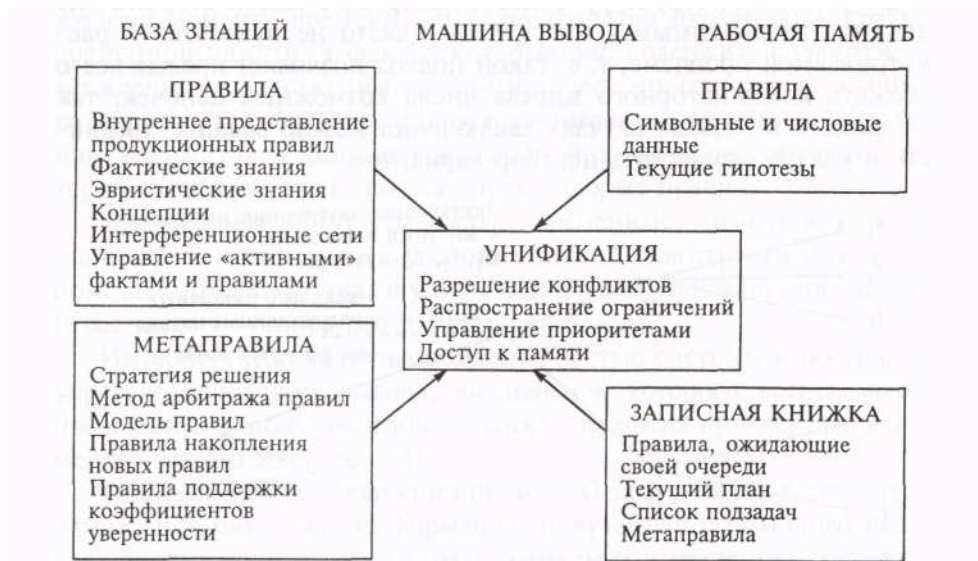 БАЗА ЗНАНИЙ
МАШИНА ВЫВОДА
РАБОЧАЯ ПАМЯТЬ
ПРАВИЛА
Внутреннее представление
продукционных правил
Фактические знания
Эвристические знания
Концепции
Интерференционные сети
Управление «активными»
фактами и правилами
ПРАВИЛА
Символьные и числовые
данные
Текущие гипотезы
УНИФИКАЦИЯ
Разрешение конфликтов
Распространение ограничений
Управление приоритетами
Доступ к памяти
МЕТАПРАВИЛА
Стратегия решения
Метод арбитража правил
Модель правил
Правила накопления
новых правил
Правила поддержки
коэффициентов
уверенности
ЗАПИСНАЯ КНИЖКА
Правила, ожидающие
своей очереди
Текущий план
Список подзадач
Метаправила